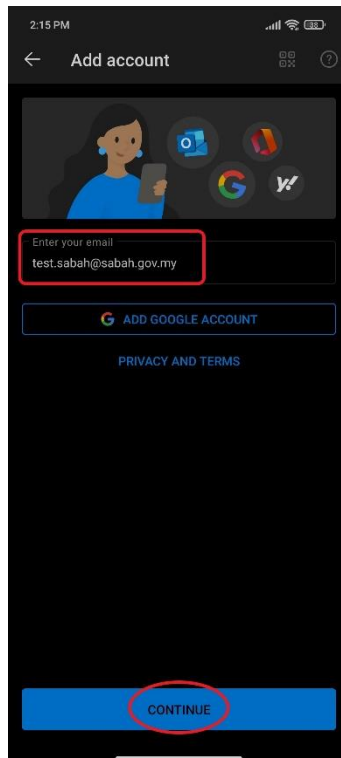 2:15 PM
38
Add account
Enter your email
test.sabah@sabah.gov.my
G ADD GOOGLE ACCOUNT
PRIVACY AND TERMS
CONTINUE